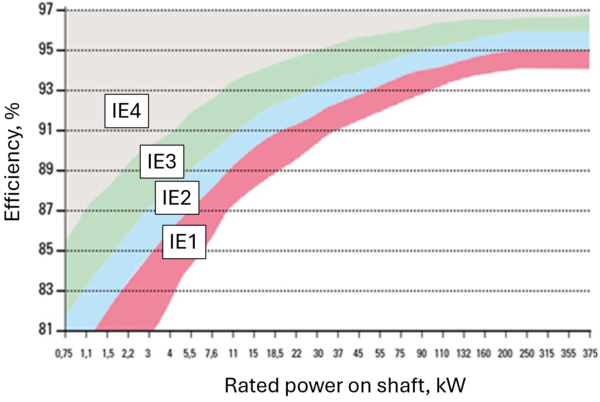 97
95
93
91
89
87
85
83
81
Efficiency, %
IE4
IE3
IE2
IE1
0,75 1,1 1,5 2,2 3 4 5,5 7,6 11 15 18,5 22 30 37 45 55 75 90 110 132 160 200 250 315 355 375
Rated power on shaft, kW